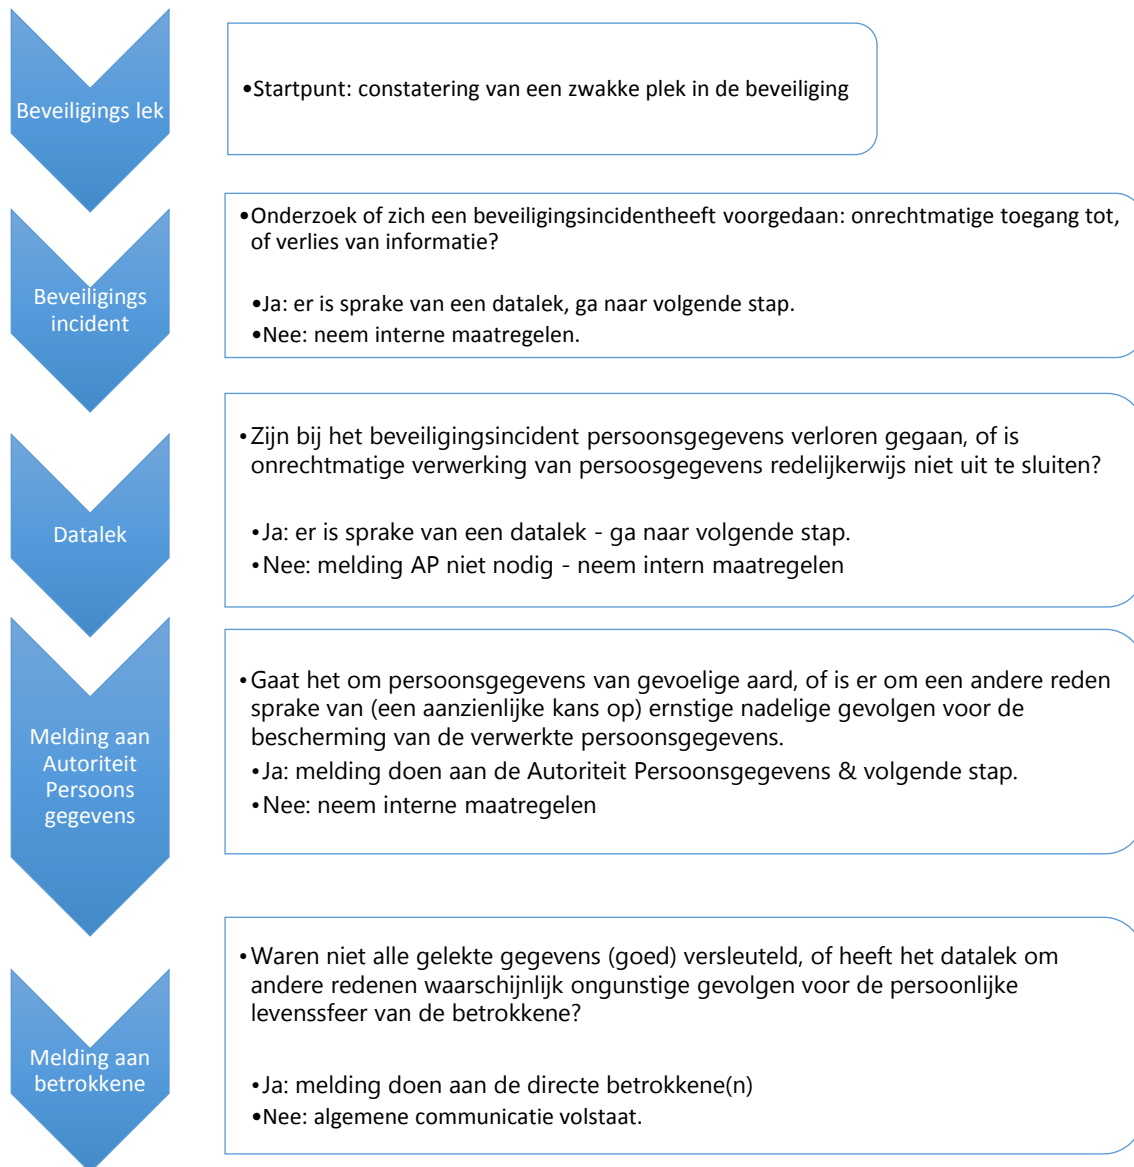 Beveiligs lek
•Startpunt: constatering van een zwakke plek in de beveiliging
Beveiligings
incident
•Onderzoek of zich een beveiligingsincidentheeft voorgedaan: onrechtmatige toegang tot,
of verlies van informatie?
•Ja: er is sprake van een datalek, ga naar volgende stap.
•Nee: neem interne maatregelen.
Datalek
•Zijn bij het beveiligingsincident persoonsgegevens verloren gegaan, of is
onrechtmatige verwerking van persoosgegevens redelijkerwijs niet uit te sluiten?
•Ja: er is sprake van een datalek - ga naar volgende stap.
•Nee: melding AP niet nodig - neem intern maatregelen
Melding aan
Autoriteit
Persoons
gegevens
•Gaat het om persoonsgegevens van gevoelige aard, of is er om een andere reden
sprake van (een aanzienlijke kans op) ernstige nadelige gevolgen voor de
bescherming van de verwerkte persoonsgegevens.
•Ja: melding doen aan de Autoriteit Persoonsgegevens & volgende stap.
•Nee: neem interne maatregelen
Melding aan
betrokkene
•Waren niet alle gelekte gegevens (goed) versleuteld, of heeft het datalek om
andere redenen waarschijnlijk ongunstige gevolgen voor de persoonlijke
levenssfeer van de betrokkene?
•Ja: melding doen aan de directe betrokkene(n)
•Nee: algemene communicatie volstaat.